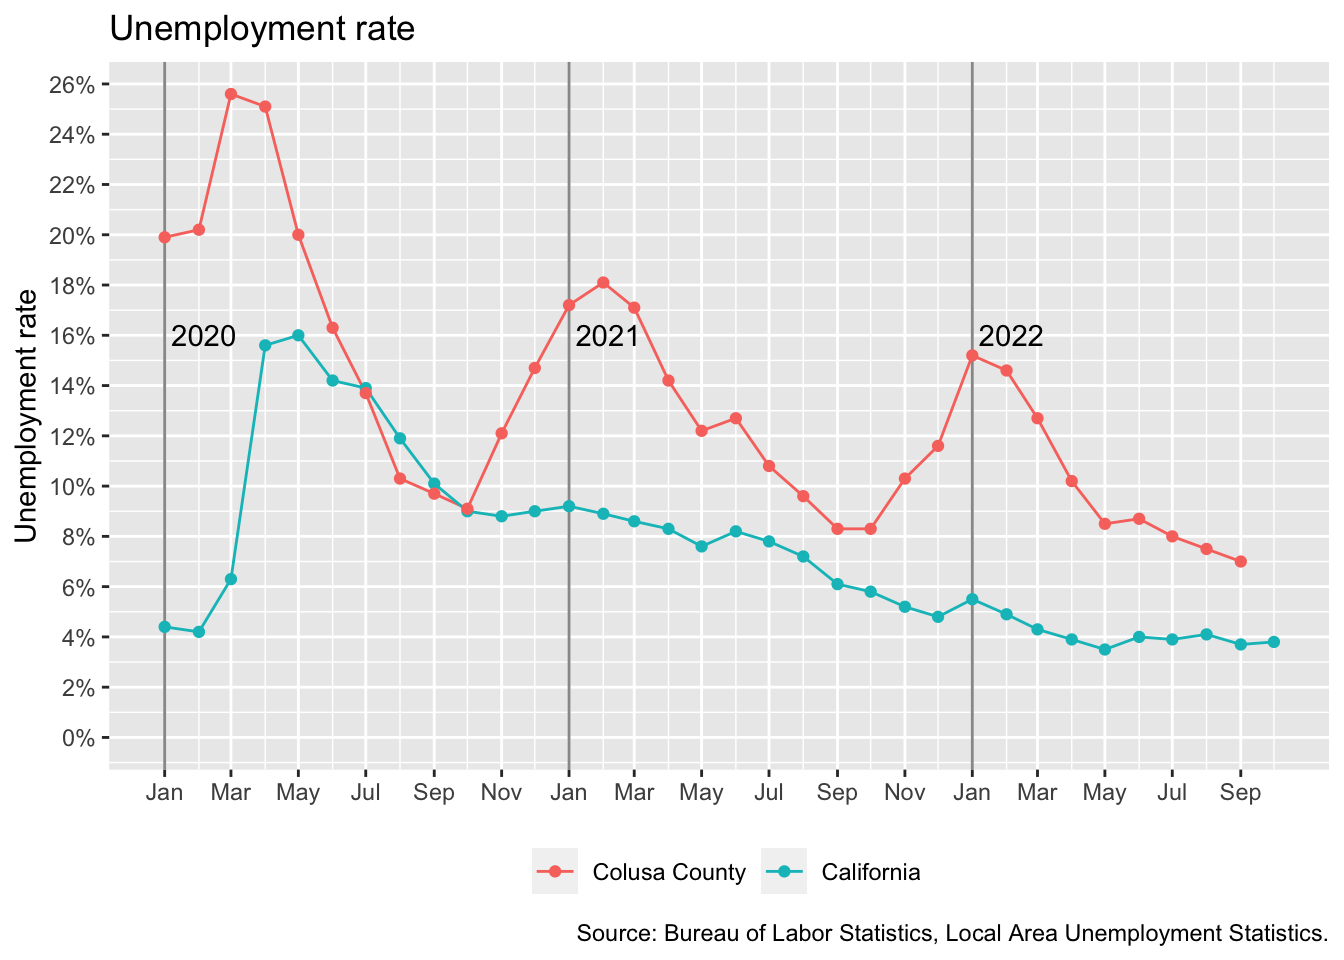 Unemployment rate
26%
24%
22%
20%
18%
16%
14%
12%
10%
8%
6%
4%
2%
0%
Unemployment rate
2020 2021 2022
Jan Mar May Jul Sep Nov Jan Mar May Jul Sep Nov Jan Mar May Jul Sep
Colusa County California
Source: Bureau of Labor Statistics, Local Area Unemployment Statistics.